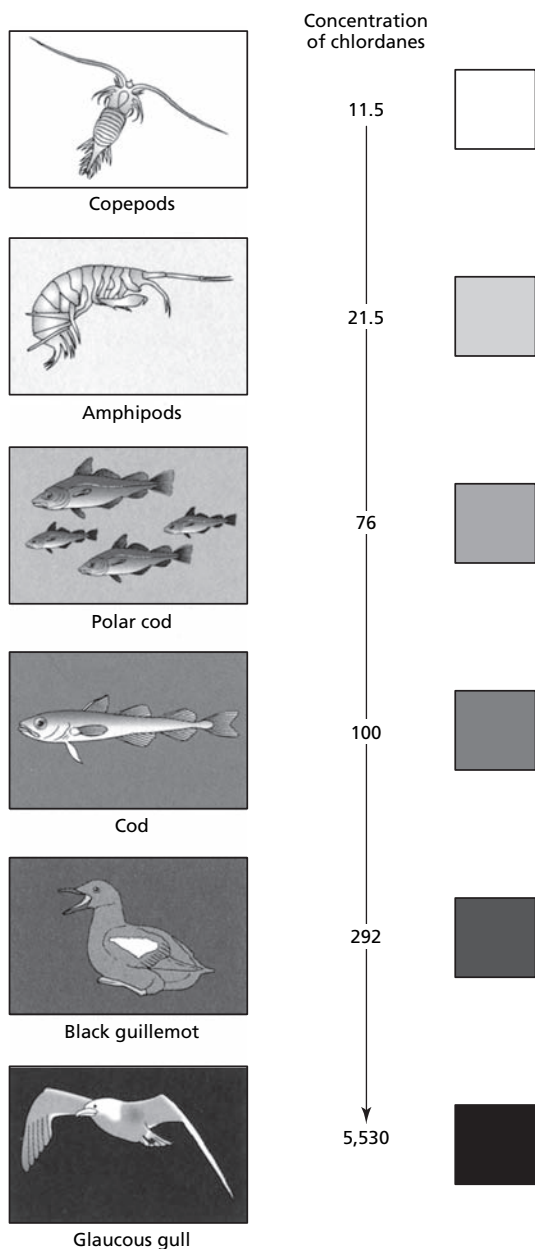 Concentration
of chlordanes
11.5
Copepods
21.5
Amphipods
76
Polar cod
100
Cod
292
Black guillemot
5,530
Glaucous gull